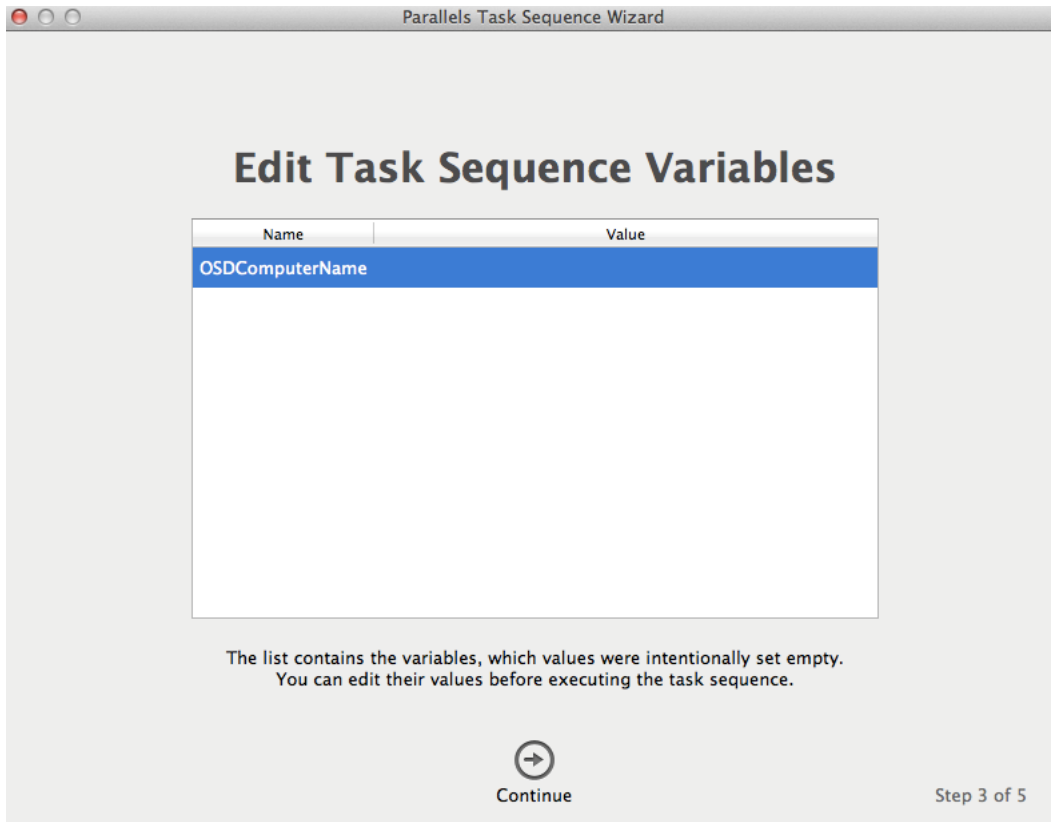 Parallels Task Sequence Wizard
Edit Task Sequence Variables
Name Value
OSDComputerName
The list contains the variables, which values were intentionally set empty.
You can edit their values before executing the task sequence.
Continue
Step 3 of 5